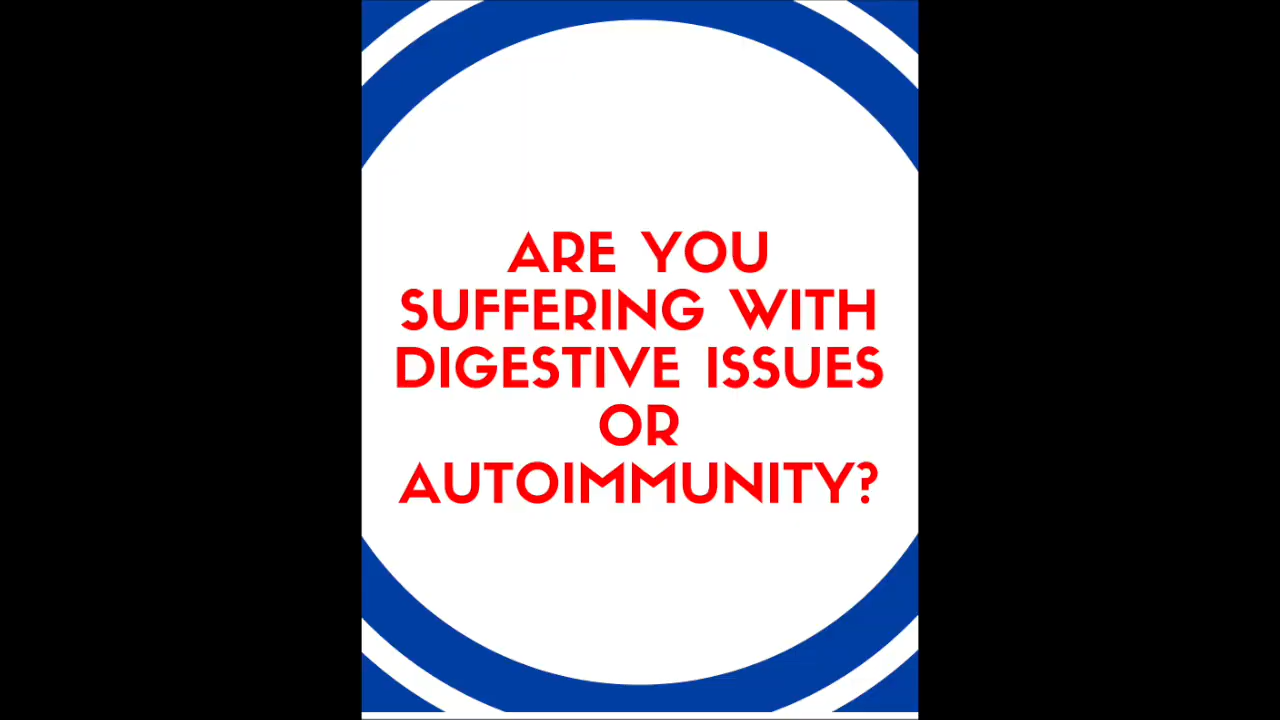 ARE YOU
SUFFERING WITH
DIGESTIVE ISSUES
OR
AUTOIMMUNITY?